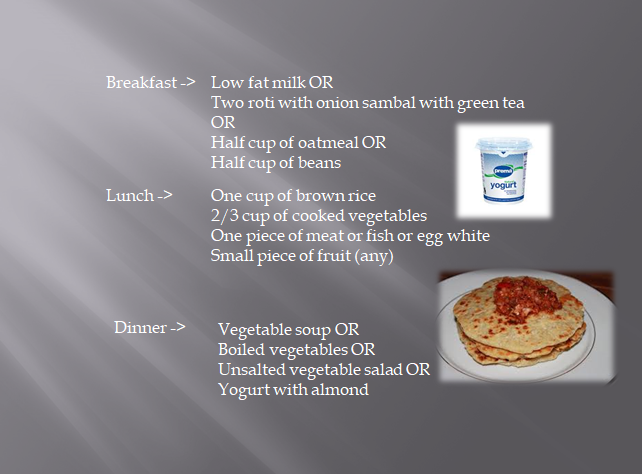 Breakfast -> Low fat milk OR
Two roti with onion sambal with green tea
OR
Half cup of oatmeal OR
Half cup of beans
prema
yogurt
Lunch -> One cup of brown rice
2/3 cup of cooked vegetables
One piece of meat or fish or egg white
Small piece of fruit (any)
Dinner -> Vegetable soup OR
Boiled vegetables OR
Unsalted vegetable salad OR
Yogurt with almond